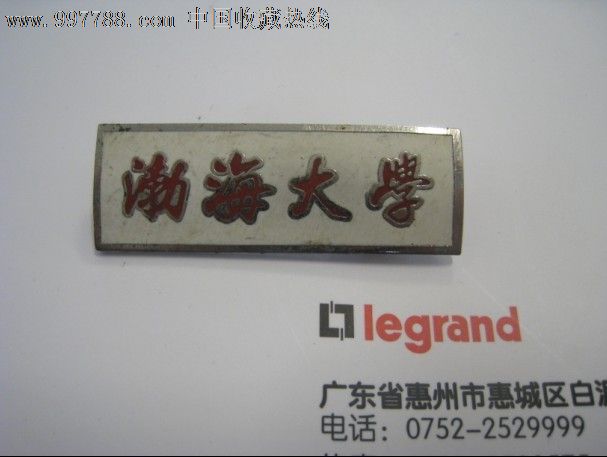 www.997788.com 中国收藏热线
渤海大學
legrand
广东省惠州市惠城区白
电话：0752-2529999